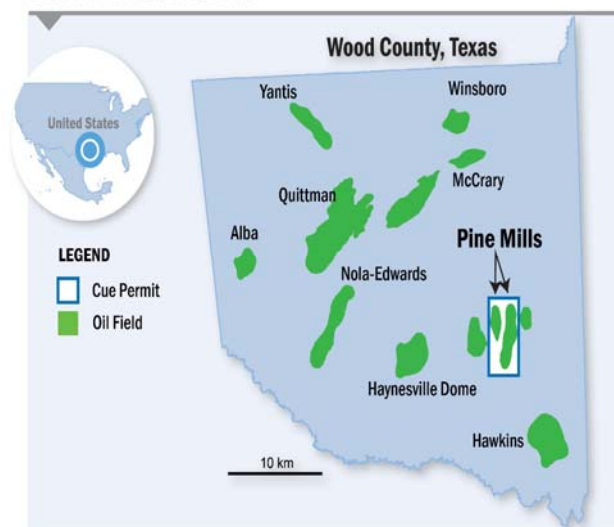 Wood County, Texas
Yantis
Winsboro
United States
McCrary
Quittman
Alba
Pine Mills
LEGEND
Nola-Edwards
Cue Permit
Oil Field
Haynesville Dome
Hawkins
10 km